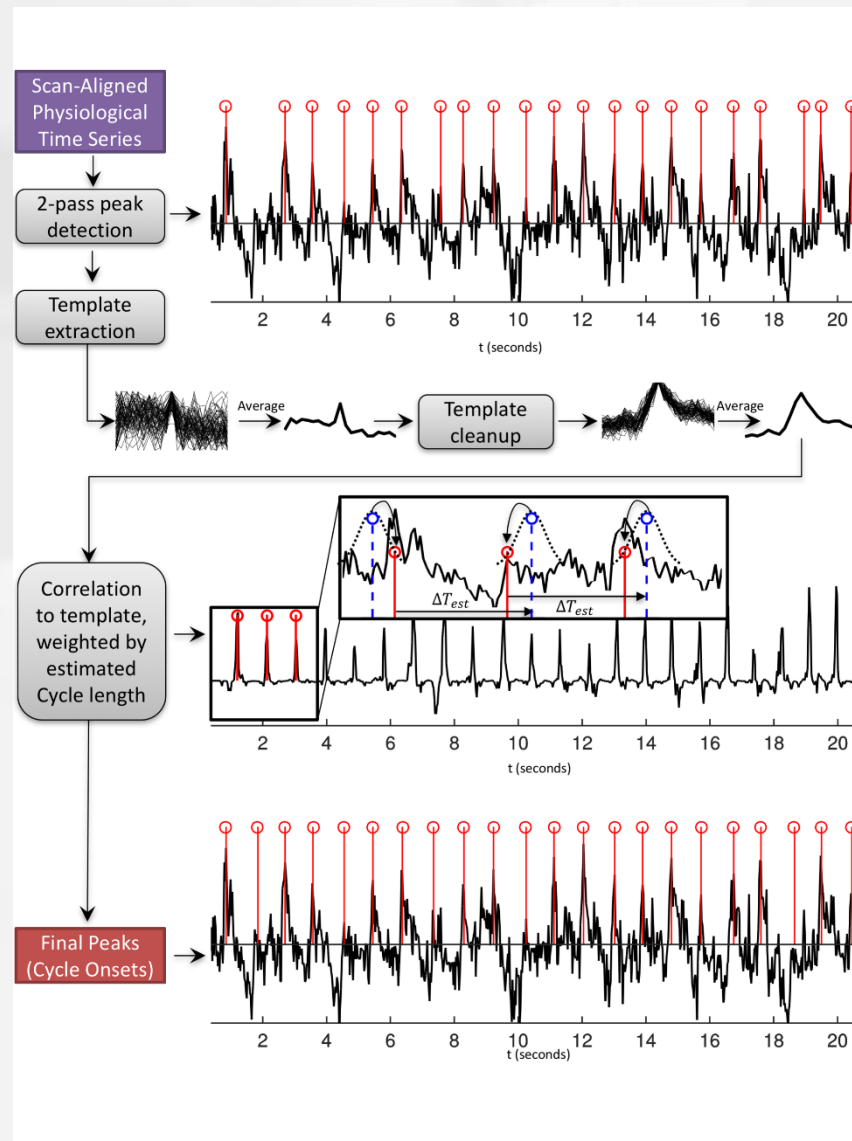 Scan-Aligned
Physiological
Time Series
2-pass peak
detection
2 4 6 8 10 12 14 16 18 20
t (seconds)
Template
extraction
Average
Template
cleanup
Average
Correlation
to template,
weighted by
estimated
Cycle length
ΔT_est
ΔT_est
2 4 6 8 10 12 14 16 18 20
t (seconds)
Final Peaks
(Cycle Onsets)
2 4 6 8 10 12 14 16 18 20
t (seconds)